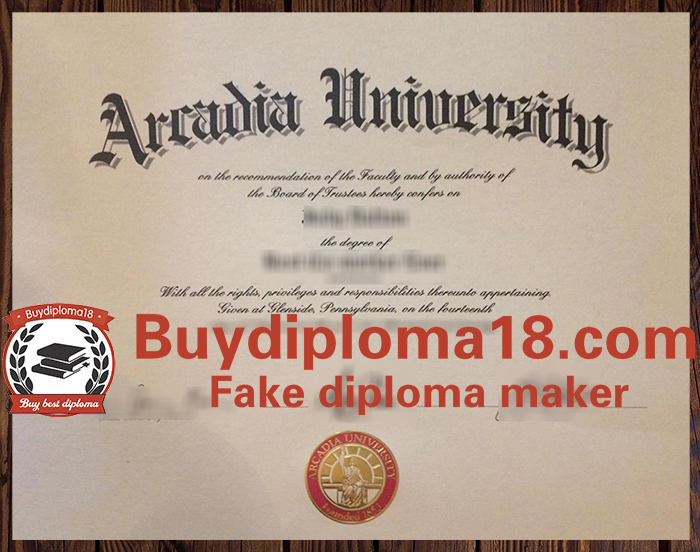 Arcadia University
on the recommendation of the Faculty and by authority of
the Board of Trustees hereby confers on
the degree of
With all the rights, privileges and responsibilities thereunto appertaining.
Given at Glenside, Pennsylvania, on the fourteenth
· Buydiploma18 ·
Buy best diploma
Buydiploma18.com
Fake diploma maker
ARCADIA UNIVERSITY
Founded 1853